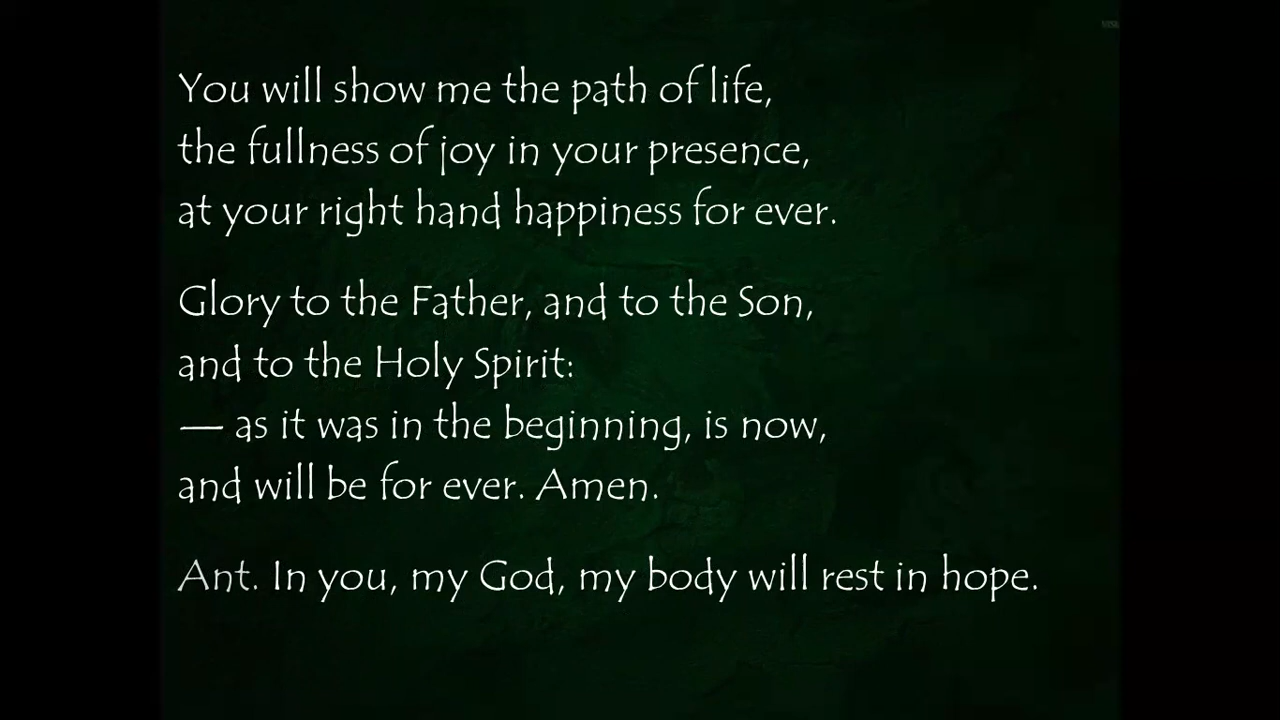 You will show me the path of life,
the fullness of joy in your presence,
at your right hand happiness for ever.
Glory to the Father, and to the Son,
and to the Holy Spirit:
— as it was in the beginning, is now,
and will be for ever. Amen.
Ant. In you, my God, my body will rest in hope.